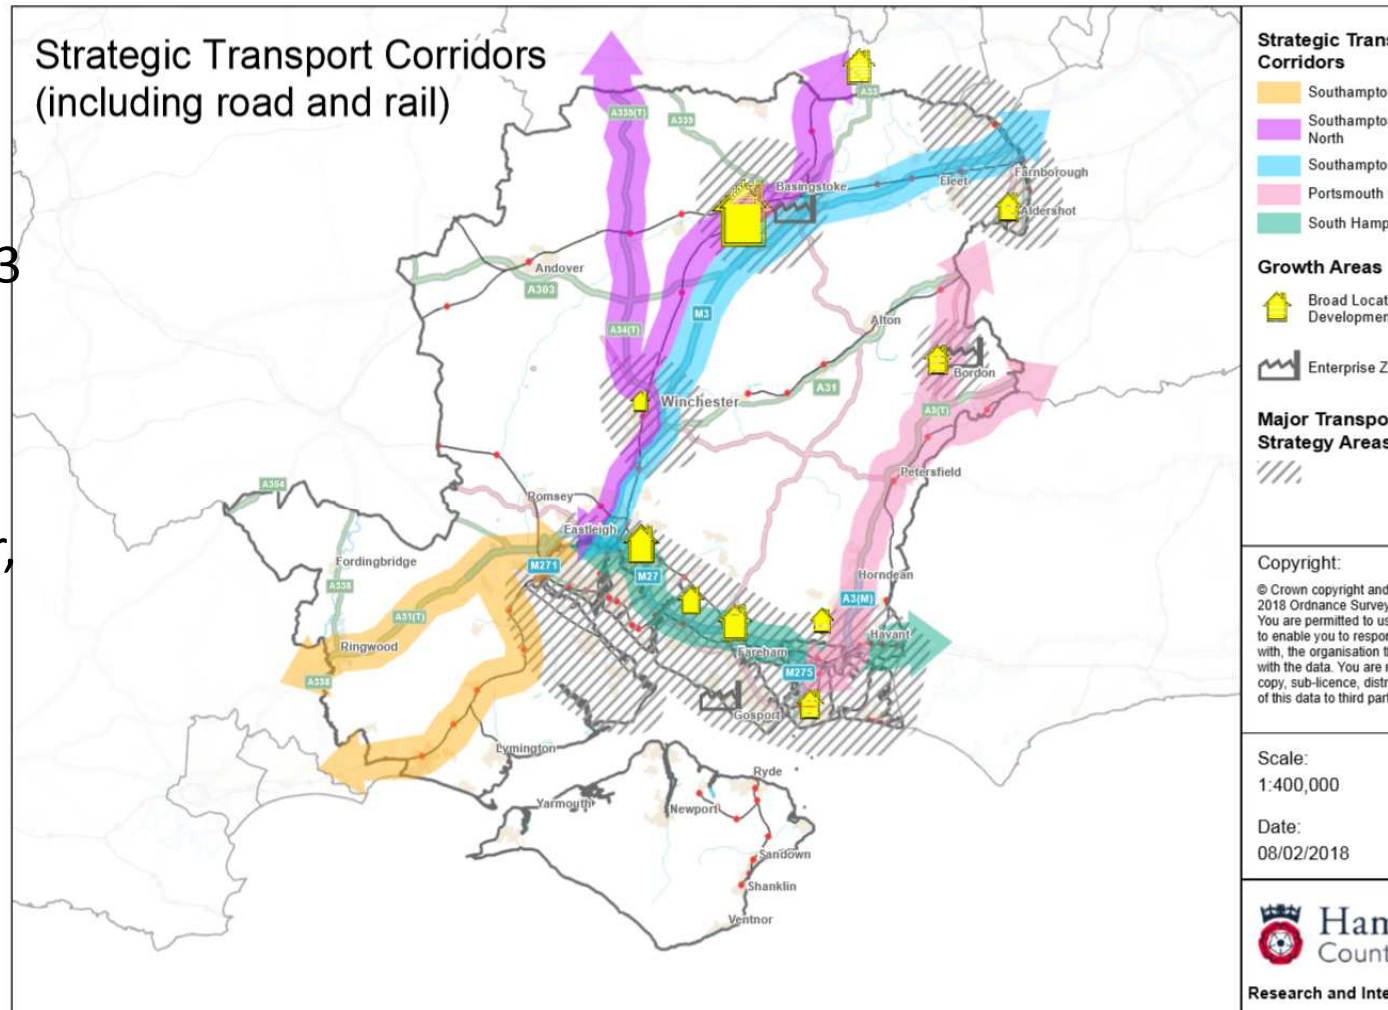 Strategic Transport Corridors
(including road and rail)
3
r,
A339(T)
A339
A33
Basingstoke
Fleet
Farnborough
Aldershot
Andover
A303
M3
A34(T)
Alton
A31
Bordon
Winchester
A3(T)
Petersfield
A354
Romsey
Eastleigh
Fordingbridge
M271
M27
Horndean
A338
A31(T)
A3(M)
Ringwood
Havant
Fareham
A338
M275
Gosport
Lymington
Ryde
Yarmouth
Newport
Sandown
Shanklin
Ventnor
Strategic Trans
Corridors
Southampto
Southampto
North
Southampto
Portsmouth
South Hamp
Growth Areas
Broad Locat
Developmen
Enterprise Z
Major Transpo
Strategy Areas
Copyright:
© Crown copyright and
2018 Ordnance Survey
You are permitted to us
to enable you to respon
with, the organisation th
with the data. You are n
copy, sub-licence, distr
of this data to third part
Scale:
1:400,000
Date:
08/02/2018
Ham
Count
Research and Inte